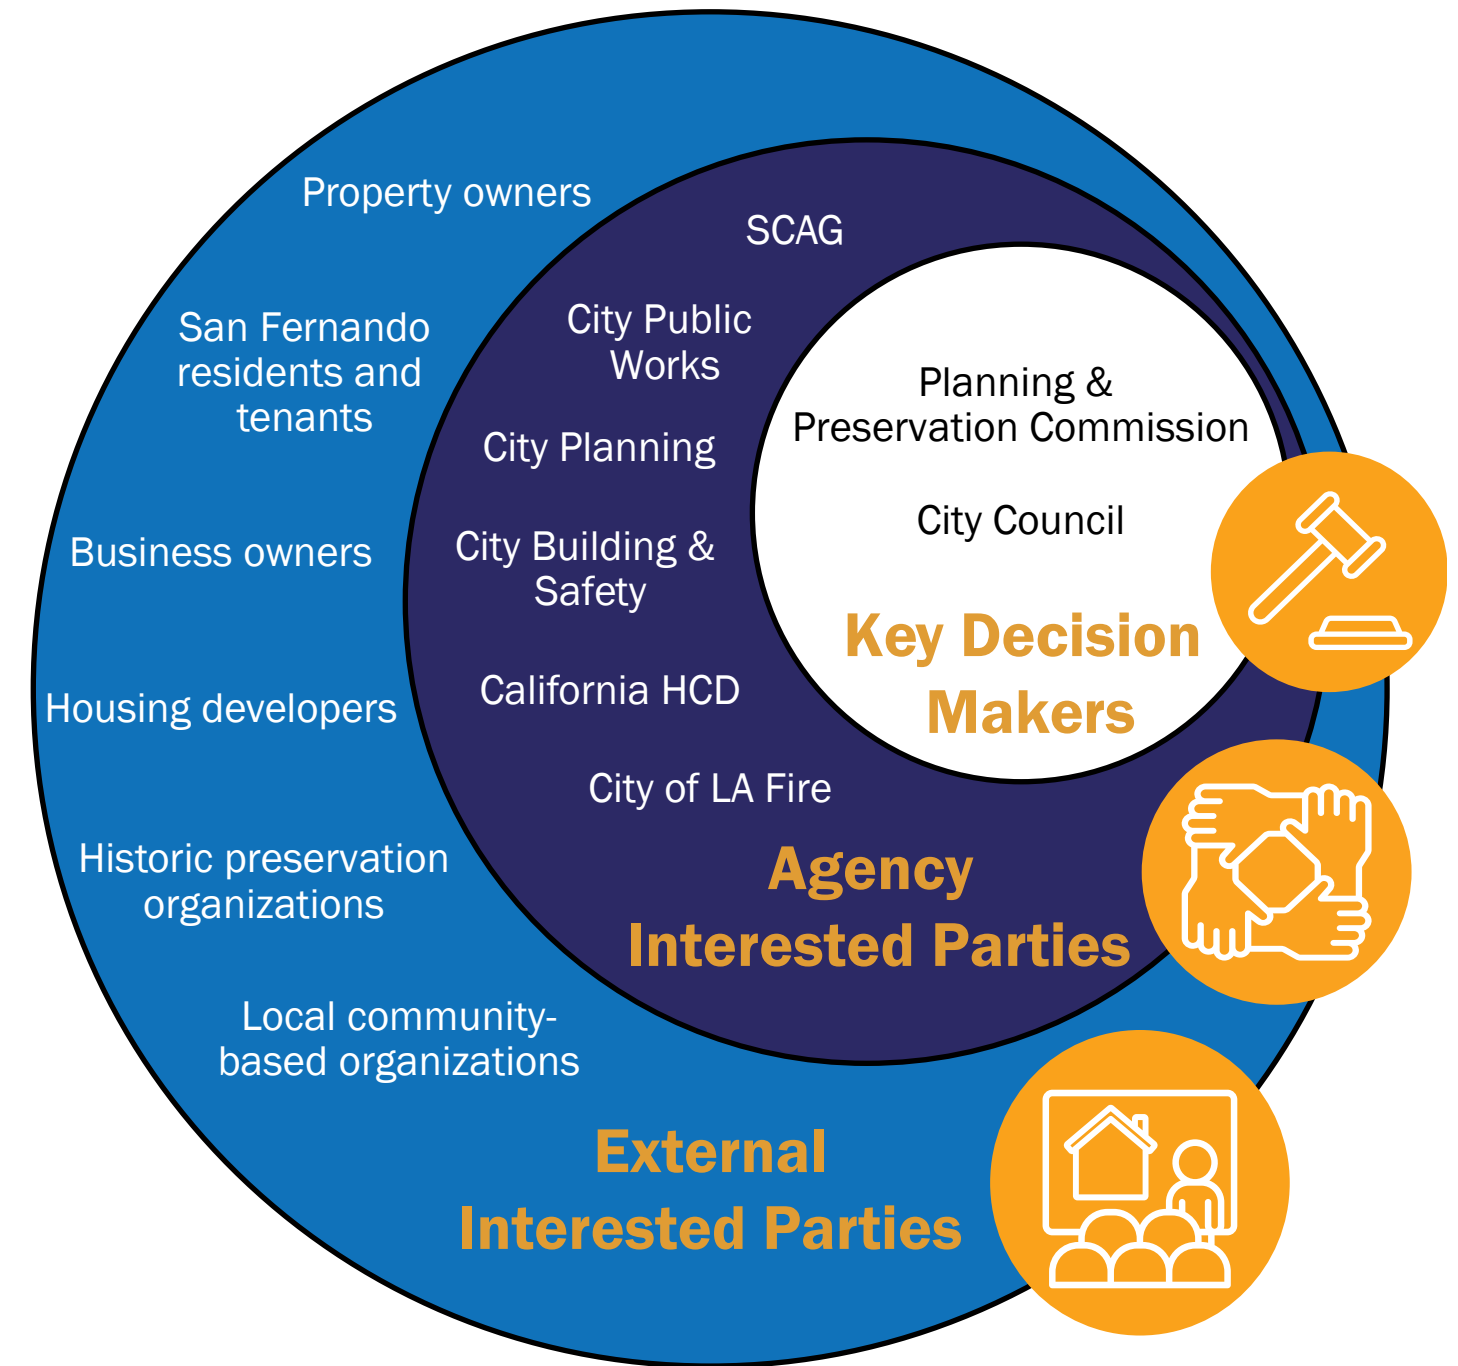 Property owners
San Fernando
residents and
tenants
Business owners
Housing developers
Historic preservation
organizations
Local community-
based organizations
External
Interested Parties
SCAG
City Public
Works
City Planning
City Building &
Safety
California HCD
City of LA Fire
Agency
Interested Parties
Planning &
Preservation Commission
City Council
Key Decision
Makers